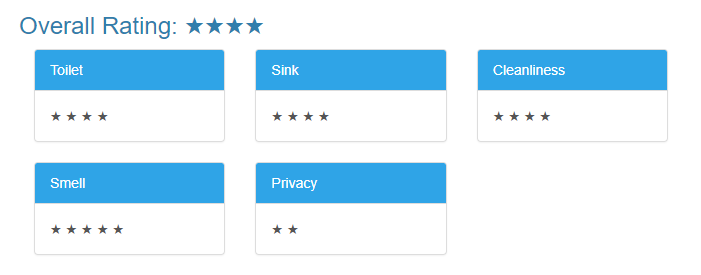 Overall Rating: ★★★★
Toilet
★ ★ ★ ★
Sink
★ ★ ★ ★
Cleanliness
★ ★ ★ ★
Smell
★ ★ ★ ★ ★
Privacy
★ ★